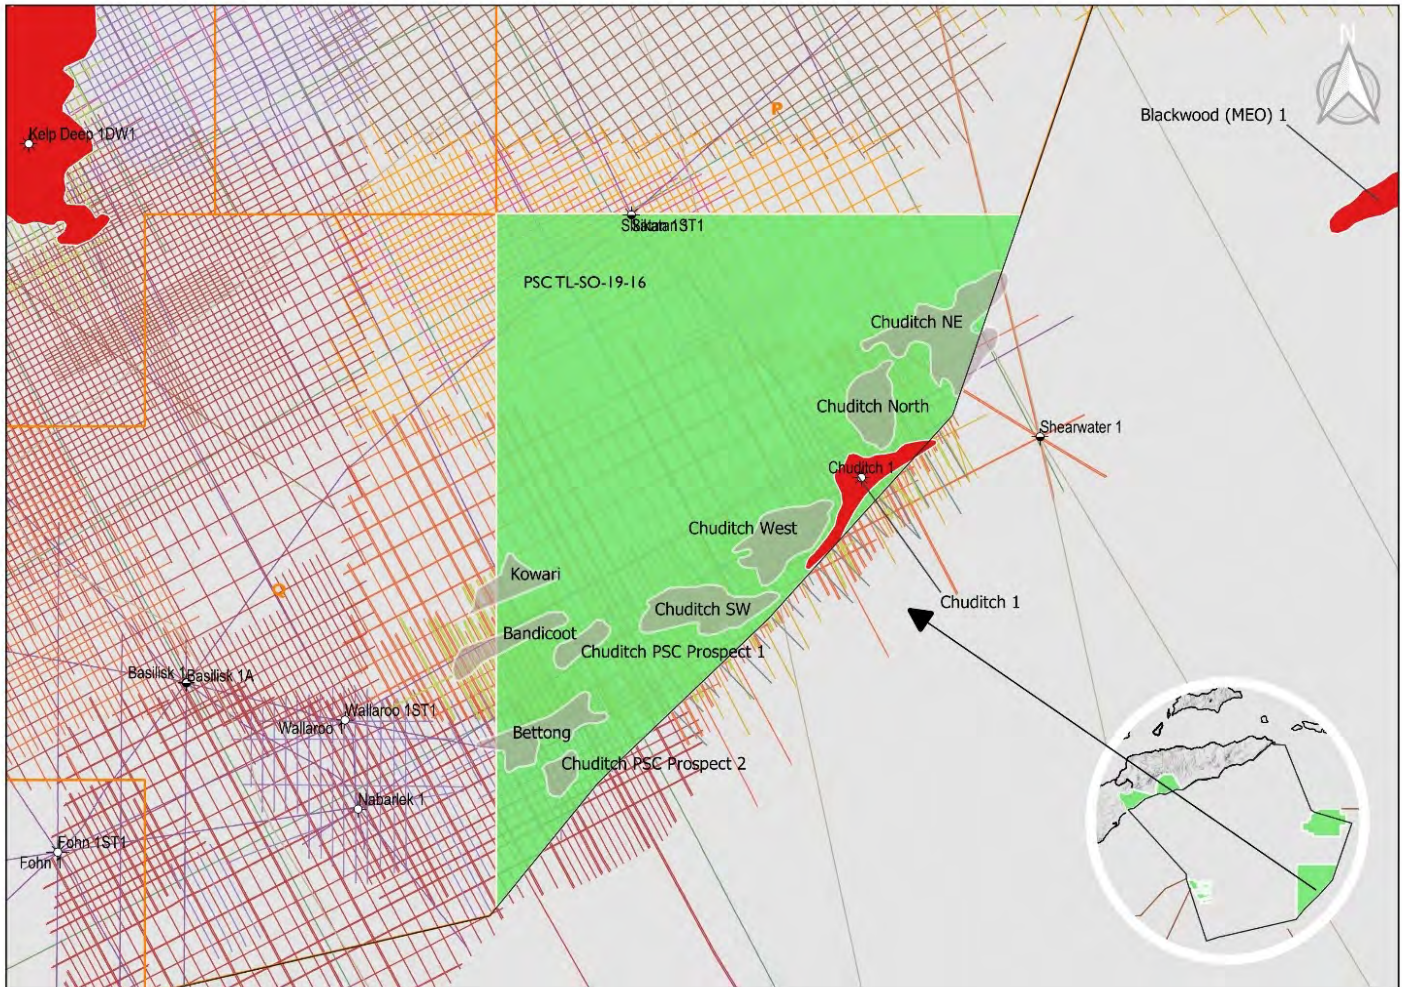 N
P
Blackwood (MEO) 1
Kelp Deep 1DW1
PSC TL-SO-19-16
Chuditch NE
Chuditch North
Shearwater 1
Chuditch 1
Chuditch West
Kowari
Q
Chuditch SW
Chuditch 1
Bandicoot
Chuditch PSC Prospect 1
Basilisk 1
Basilisk 1A
Wallaroo 1ST1
Wallaroo 1
Bettong
Chuditch PSC Prospect 2
Nabarlek 1
Fohn 1ST1
Fohn 1